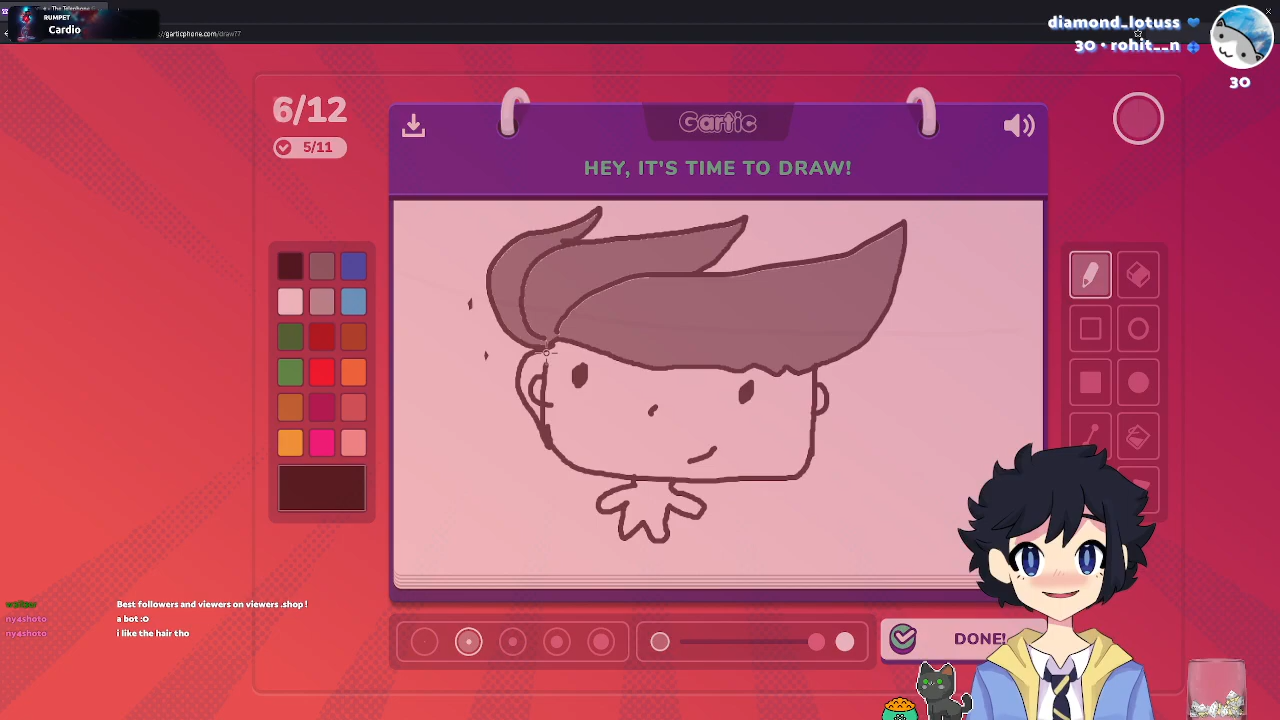 RUMPET
Cardio
//garticphone.com/draw77
diamond_lotuss
30 • rohit__n
30
6/12
5/11
Gartic
HEY, IT'S TIME TO DRAW!
Best followers and viewers on viewers .shop !
ny4shoto a bot :O
ny4shoto i like the hair tho
DONE!